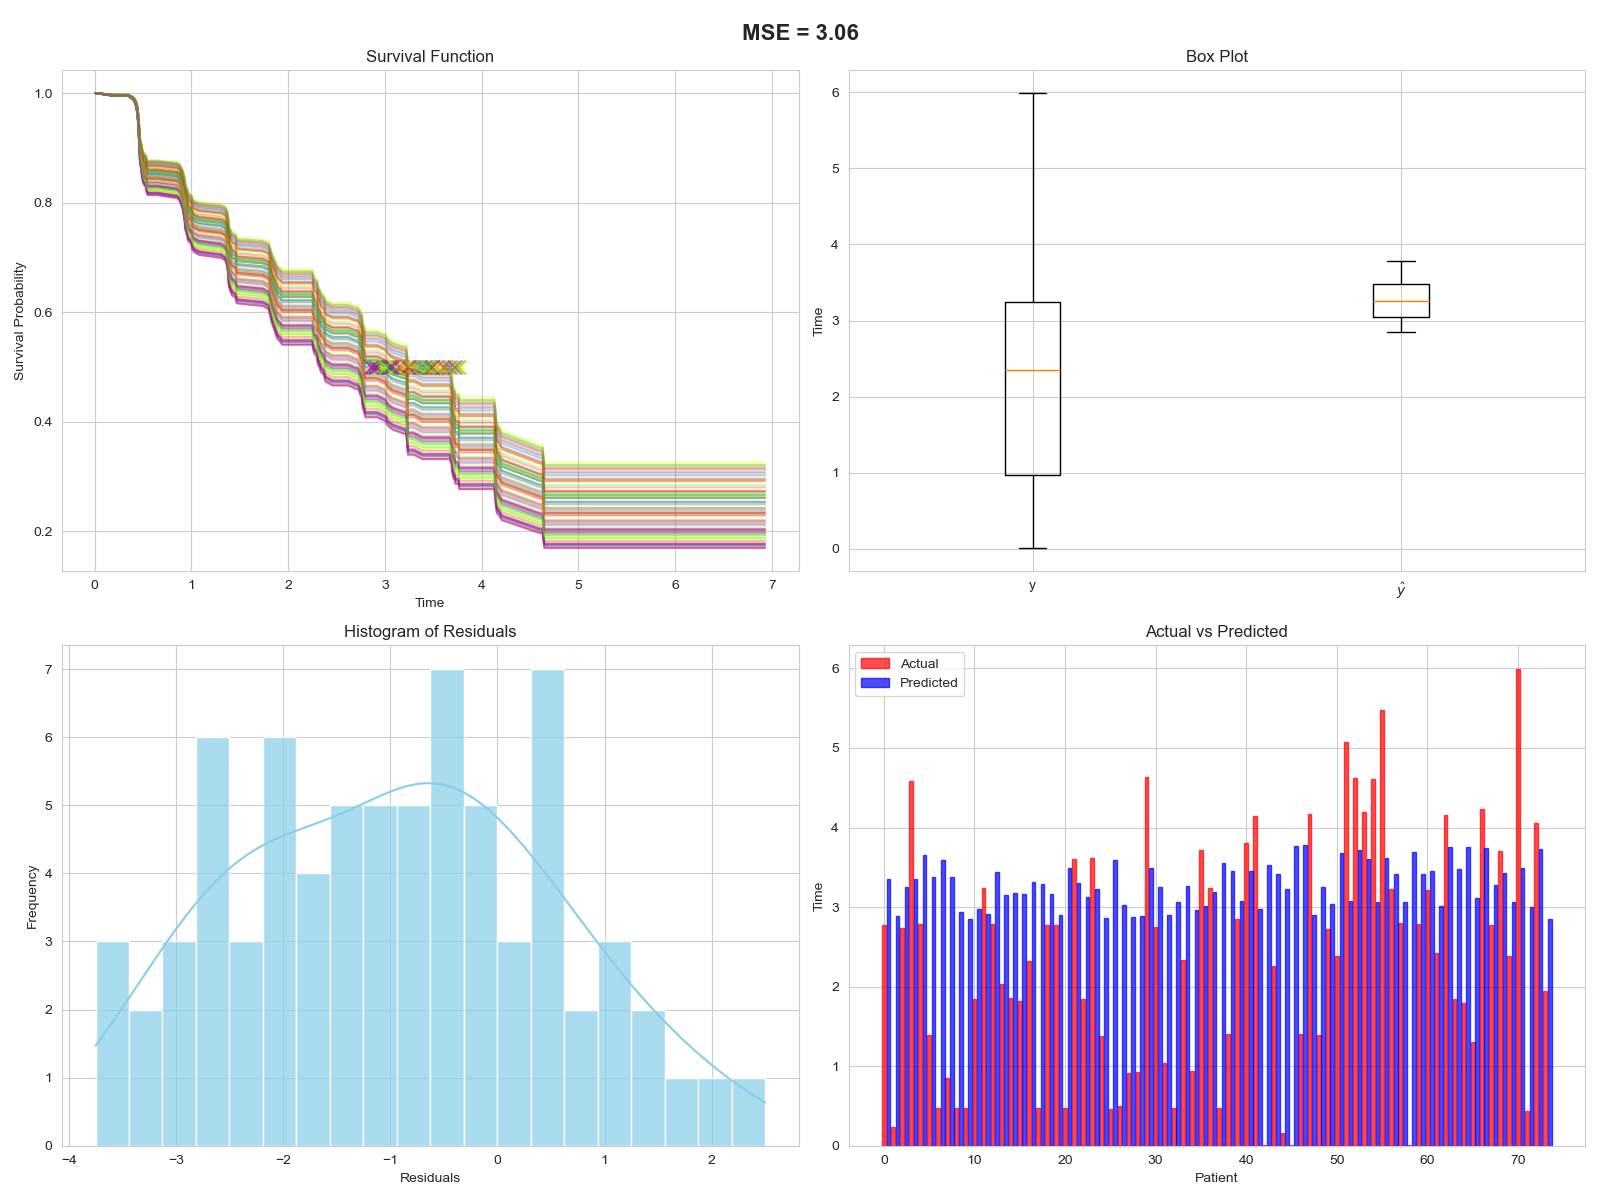 MSE = 3.06
Survival Function
Survival Probability
1.0
0.8
0.6
0.4
0.2
0 1 2 3 4 5 6 7
Time
Box Plot
Time
6
5
4
3
2
1
0
y ŷ
Histogram of Residuals
Frequency
7
6
5
4
3
2
1
0
−4 −3 −2 −1 0 1 2
Residuals
Actual vs Predicted
Actual
Predicted
Time
6
5
4
3
2
1
0
0 10 20 30 40 50 60 70
Patient